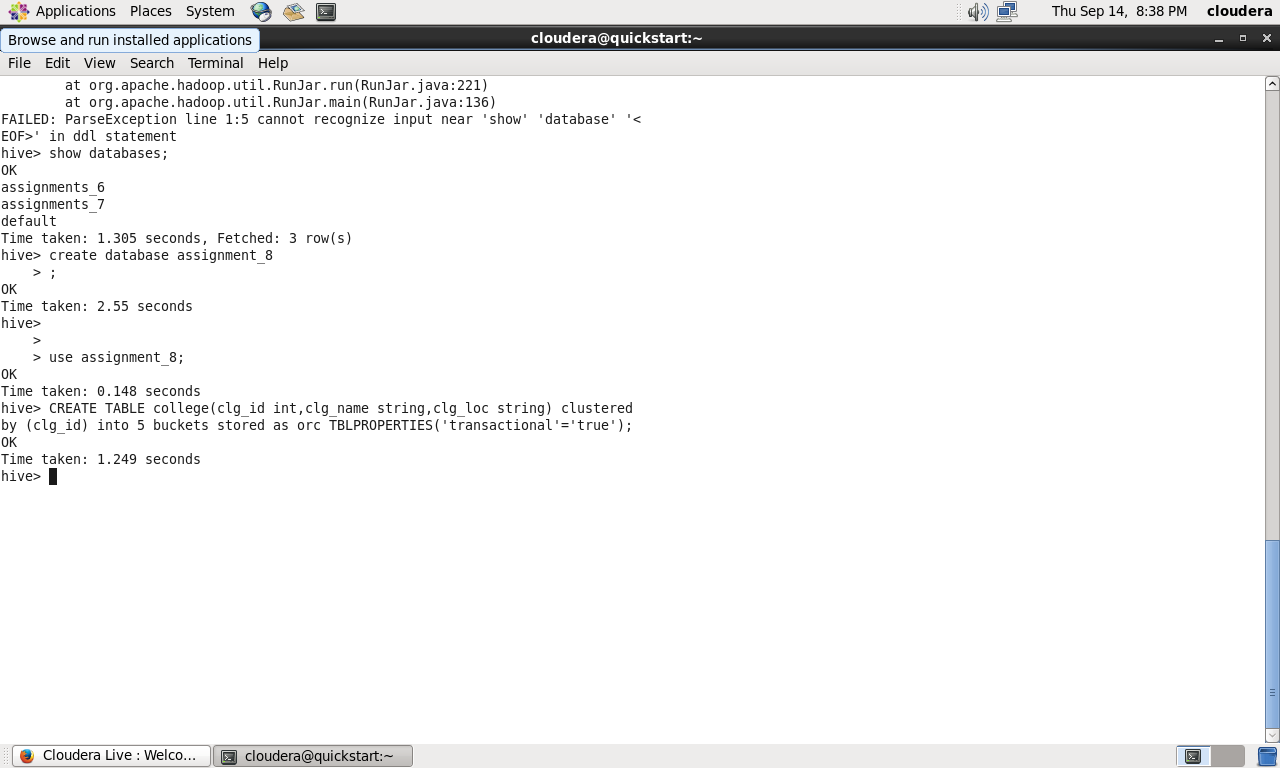 Applications Places System Thu Sep 14, 8:38 PM cloudera
Browse and run installed applications
cloudera@quickstart:~
File Edit View Search Terminal Help
        at org.apache.hadoop.util.RunJar.run(RunJar.java:221)
        at org.apache.hadoop.util.RunJar.main(RunJar.java:136)
FAILED: ParseException line 1:5 cannot recognize input near 'show' 'database' '<
EOF>' in ddl statement
hive> show databases;
OK
assignments_6
assignments_7
default
Time taken: 1.305 seconds, Fetched: 3 row(s)
hive> create database assignment_8
    > ;
OK
Time taken: 2.55 seconds
hive>
    >
    > use assignment_8;
OK
Time taken: 0.148 seconds
hive> CREATE TABLE college(clg_id int,clg_name string,clg_loc string) clustered
by (clg_id) into 5 buckets stored as orc TBLPROPERTIES('transactional'='true');
OK
Time taken: 1.249 seconds
hive>
Cloudera Live : Welco... cloudera@quickstart:~